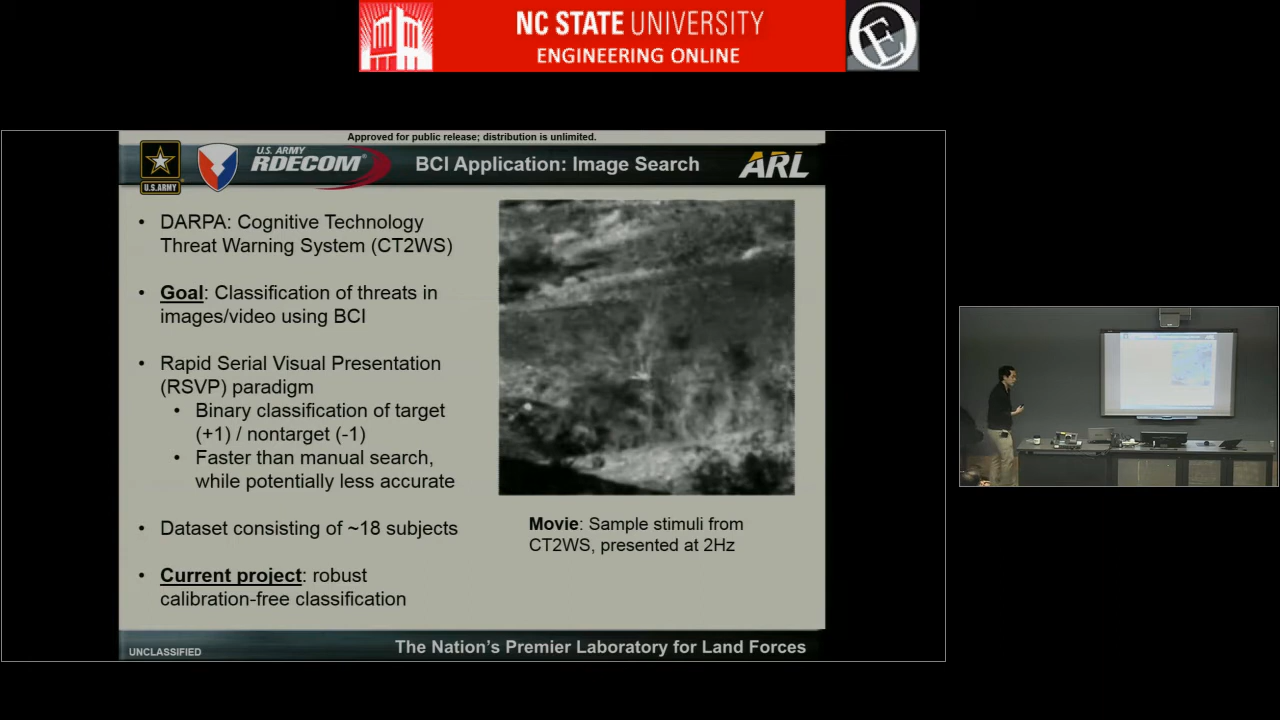 NC STATE UNIVERSITY
ENGINEERING ONLINE
E
Approved for public release; distribution is unlimited.
U.S. ARMY
U.S. ARMY
RDECOM®
BCI Application: Image Search
ARL
• DARPA: Cognitive Technology
Threat Warning System (CT2WS)
• Goal: Classification of threats in
images/video using BCI
• Rapid Serial Visual Presentation
(RSVP) paradigm
• Binary classification of target
(+1) / nontarget (-1)
• Faster than manual search,
while potentially less accurate
• Dataset consisting of ~18 subjects
• Current project: robust
calibration-free classification
Movie: Sample stimuli from
CT2WS, presented at 2Hz
UNCLASSIFIED
The Nation's Premier Laboratory for Land Forces